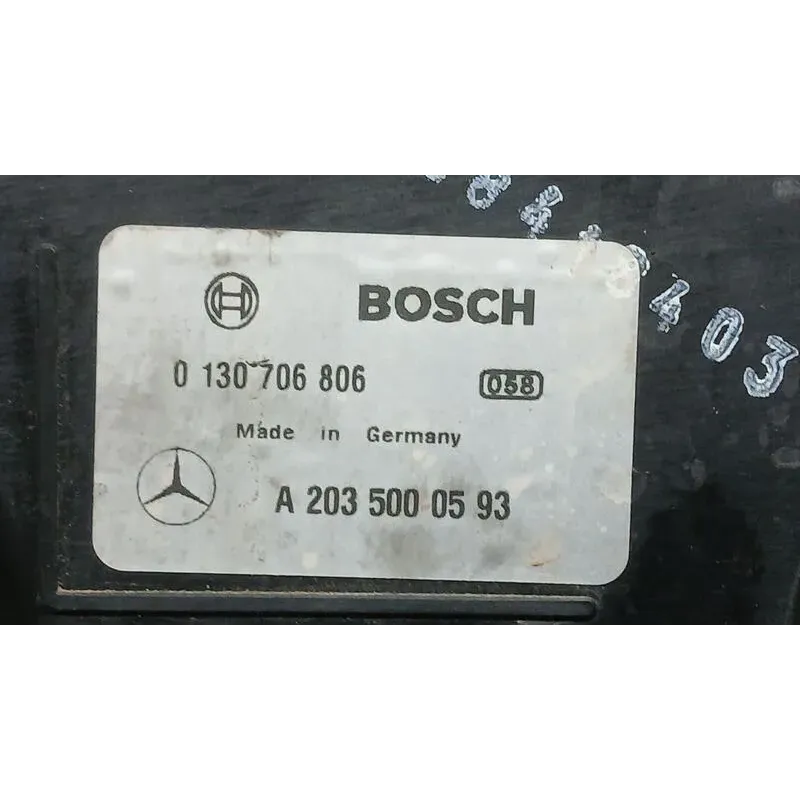 BOSCH
0 130 706 806
058
Made in Germany
A 203 500 05 93